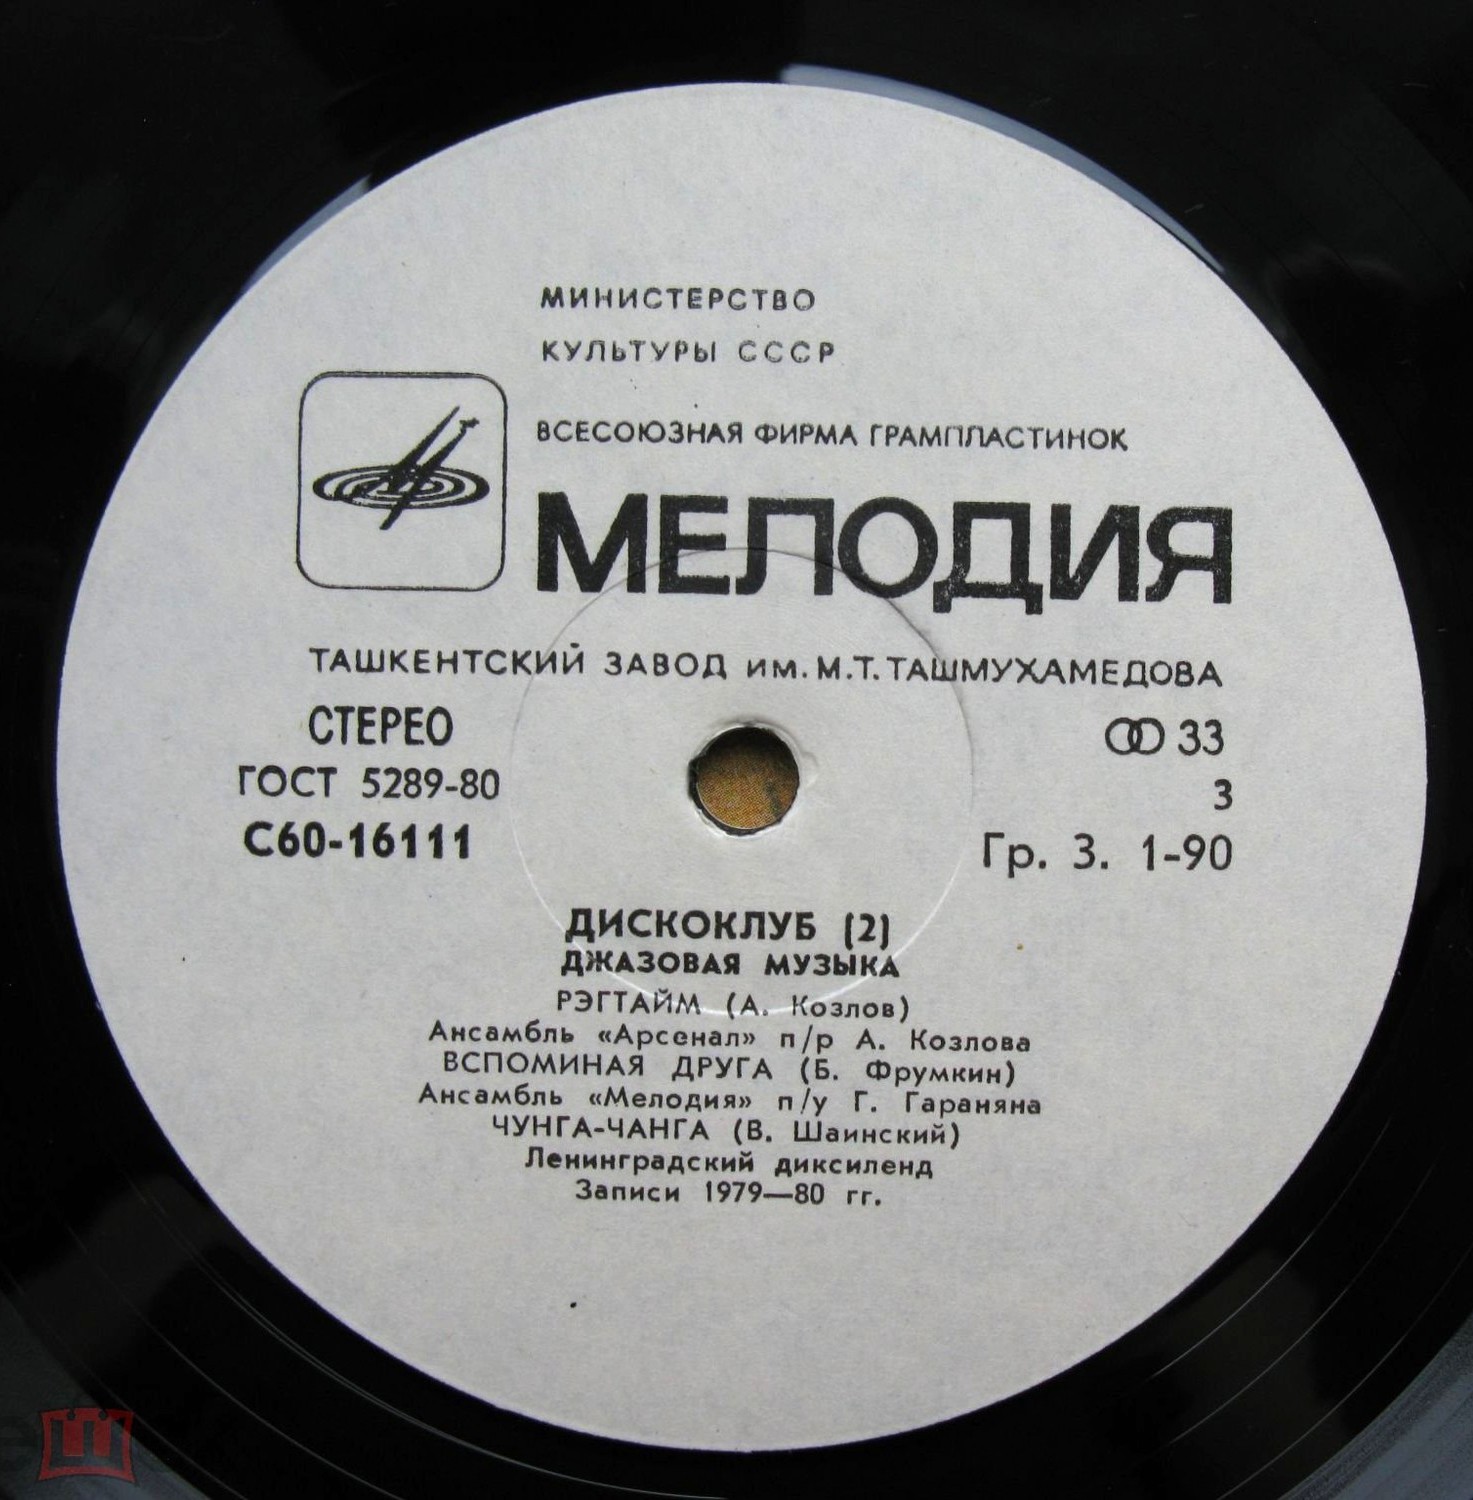 МИНИСТЕРСТВО
КУЛЬТУРЫ СССР
ВСЕСОЮЗНАЯ ФИРМА ГРАМПЛАСТИНОК
МЕЛОДИЯ
ТАШКЕНТСКИЙ ЗАВОД ИМ. М.Т. ТАШМУХАМЕДОВА
СТЕРЕО 33
ГОСТ 5289-80 3
С60-16111 Гр. 3. 1-90
ДИСКОКЛУБ (2)
ДЖАЗОВАЯ МУЗЫКА
РЭГТАЙМ (А. Козлов)
Ансамбль «Арсенал» п/р А. Козлова
ВСПОМИНАЯ ДРУГА (Б. Фрумкин)
Ансамбль «Мелодия» п/у Г. Гараняна
ЧУНГА-ЧАНГА (В. Шаинский)
Ленинградский диксиленд
Записи 1979—80 гг.